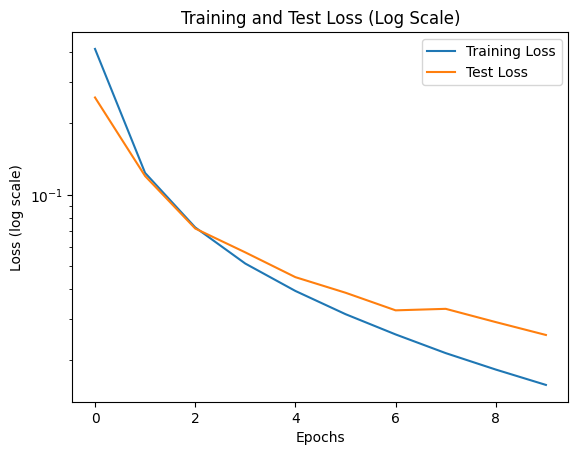 Training and Test Loss (Log Scale)
Training Loss
Test Loss
Loss (log scale)
10⁻¹
0 2 4 6 8
Epochs